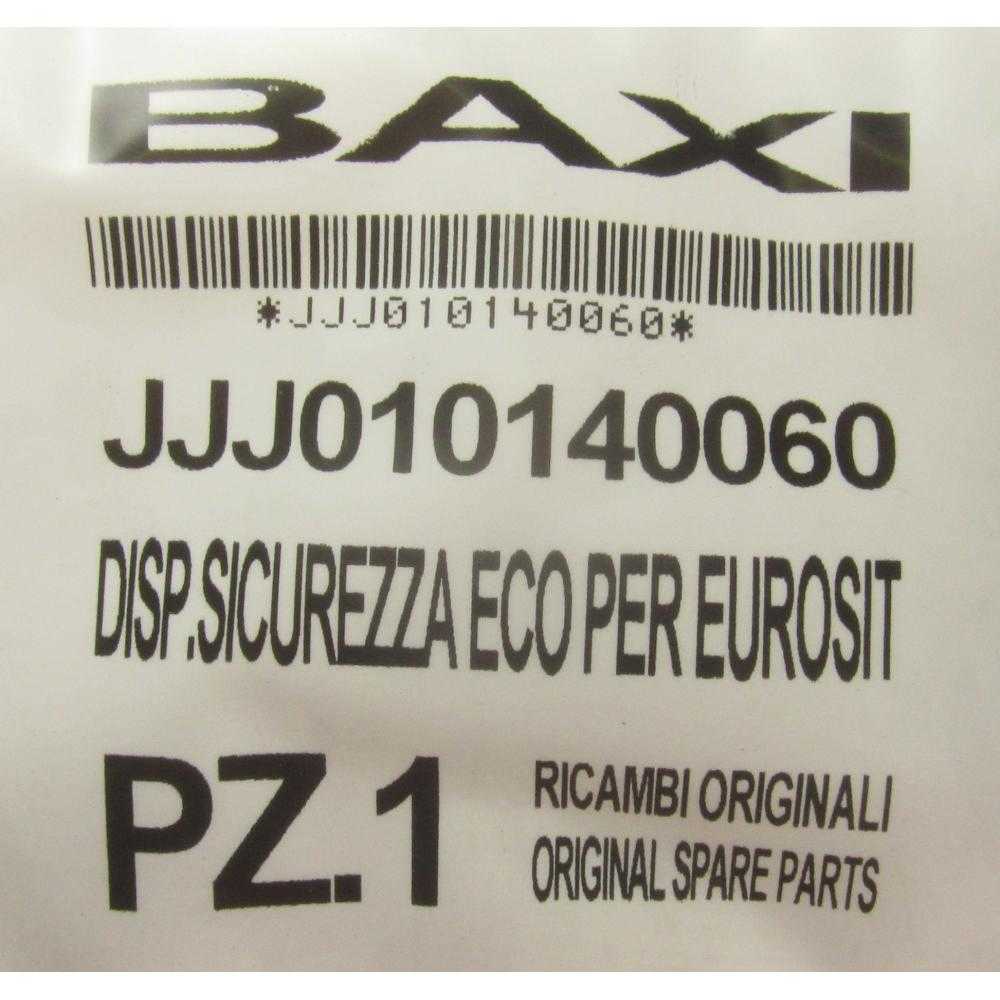 BAXI
*JJJ010140060*
JJJ010140060
DISP.SICUREZZA ECO PER EUROSIT
PZ.1
RICAMBI ORIGINALI
ORIGINAL SPARE PARTS